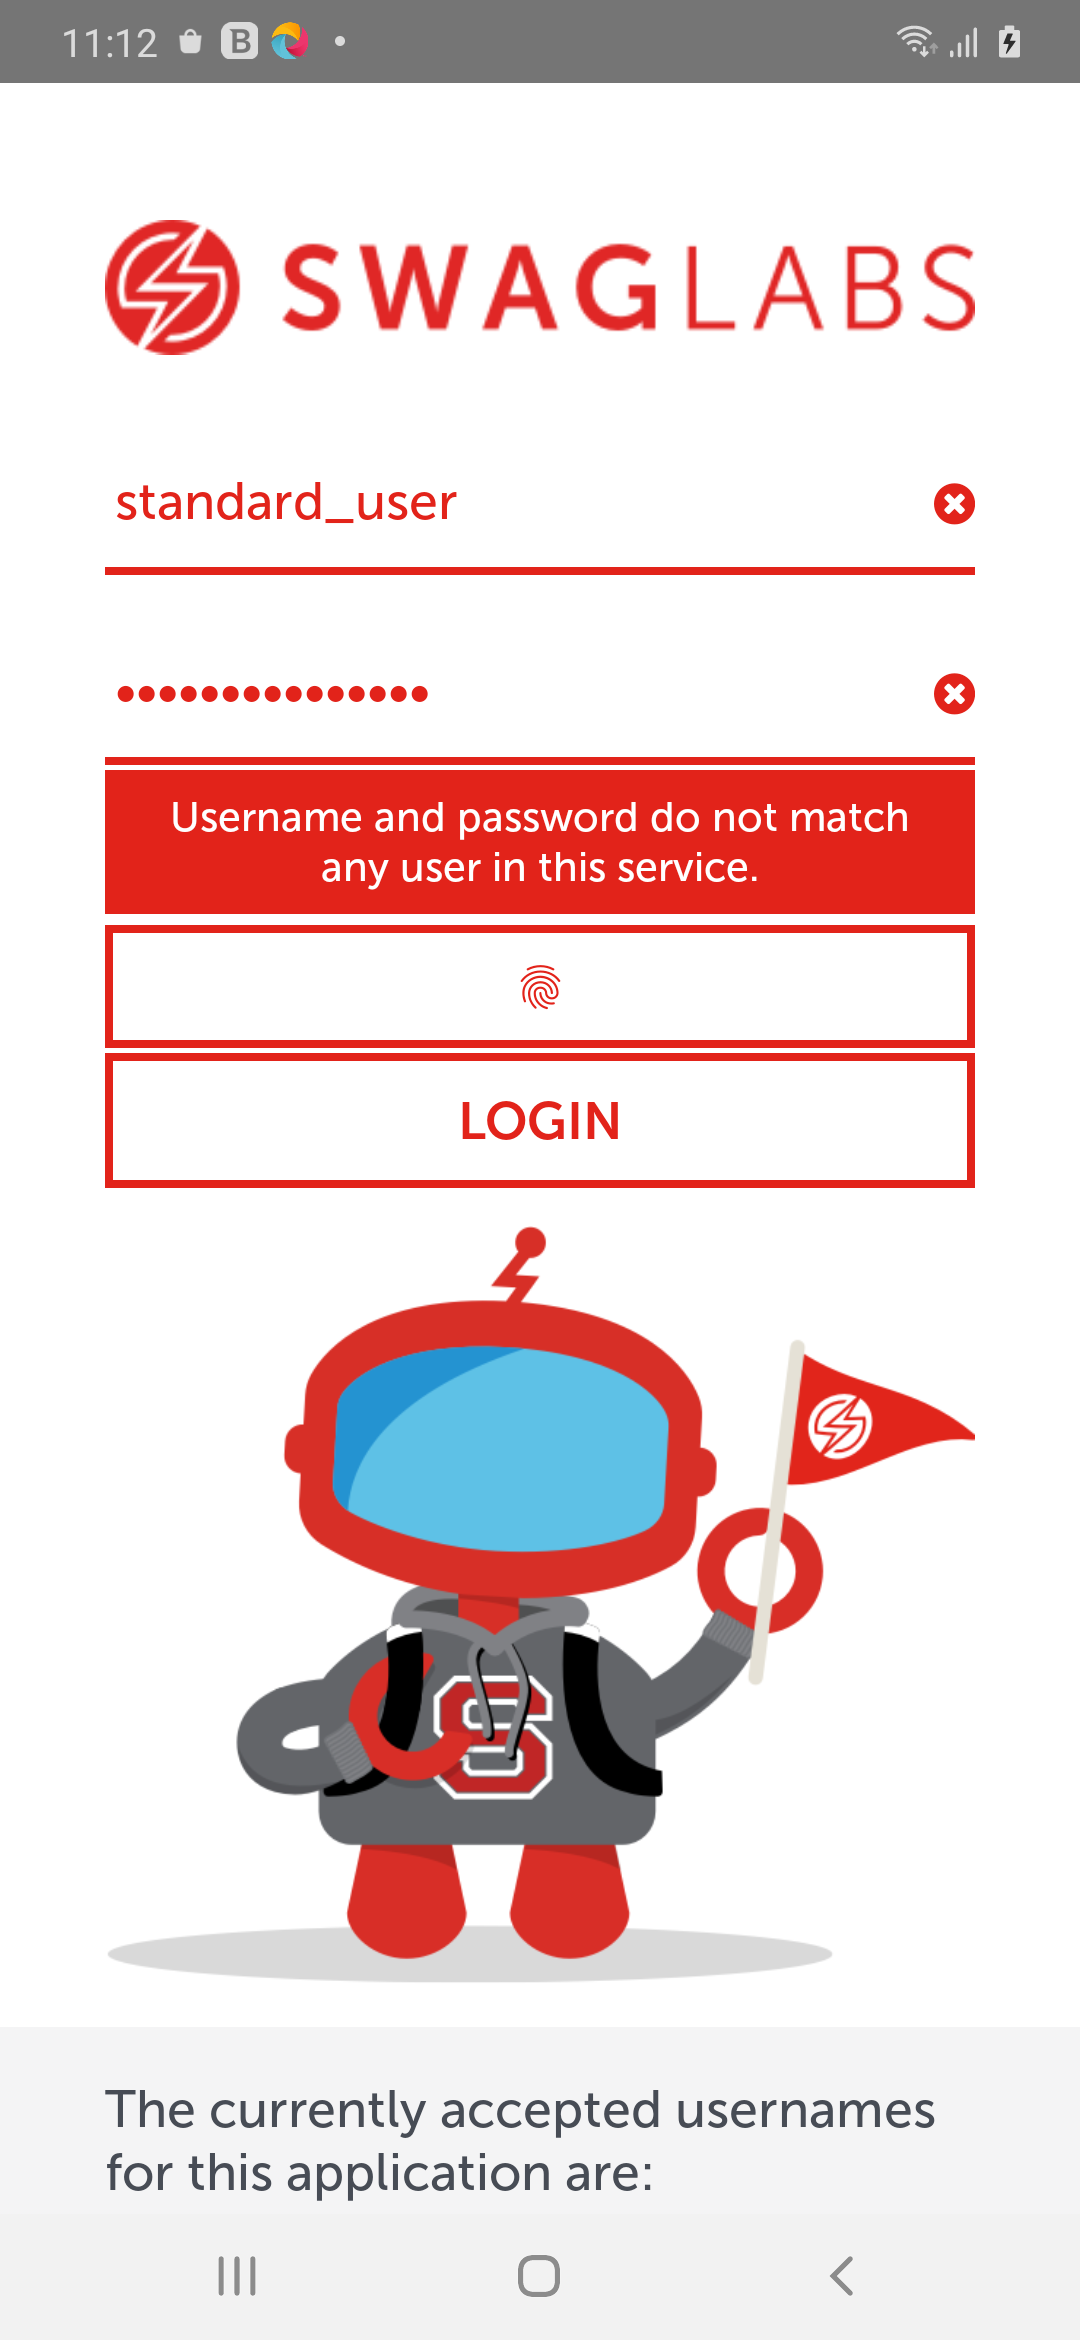 11:12
SWAGLABS
standard_user
•••••••••••••••
Username and password do not match
any user in this service.
LOGIN
S
The currently accepted usernames
for this application are: